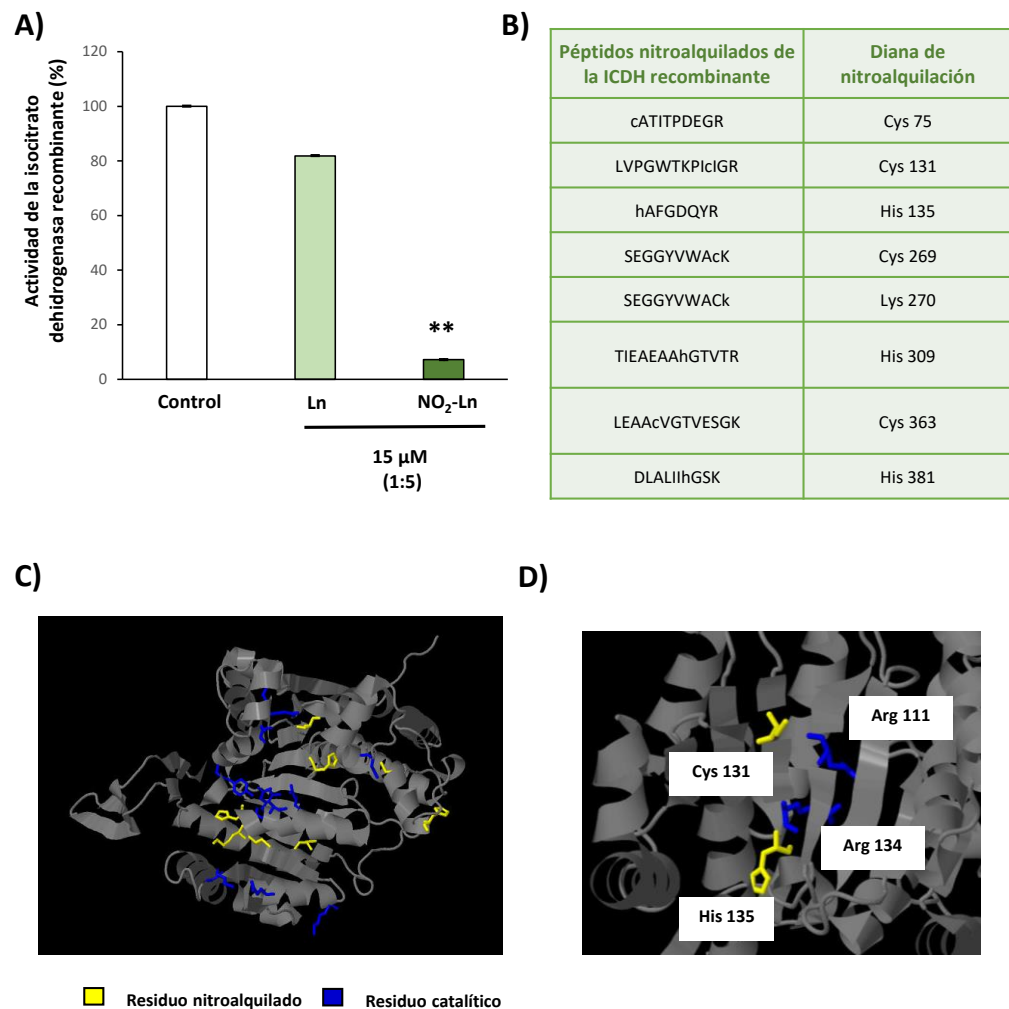 A)
Actividad de la isocitrato
dehidrogenasa recombinante (%)
120
100
80
60
40
20
0
**
Control
Ln
NO₂-Ln
15 µM
(1:5)
B)
Péptidos nitroalquilados de
la ICDH recombinante
Diana de
nitroalquilación
cATITPDEGR
Cys 75
LVPGWTKPIcIGR
Cys 131
hAFGDQYR
His 135
SEGGYVWAcK
Cys 269
SEGGYVWACk
Lys 270
TIEAEAAhGTVTR
His 309
LEAAcVGTVESGK
Cys 363
DLALIIhGSK
His 381
C)
D)
Arg 111
Cys 131
Arg 134
His 135
Residuo nitroalquilado
Residuo catalítico